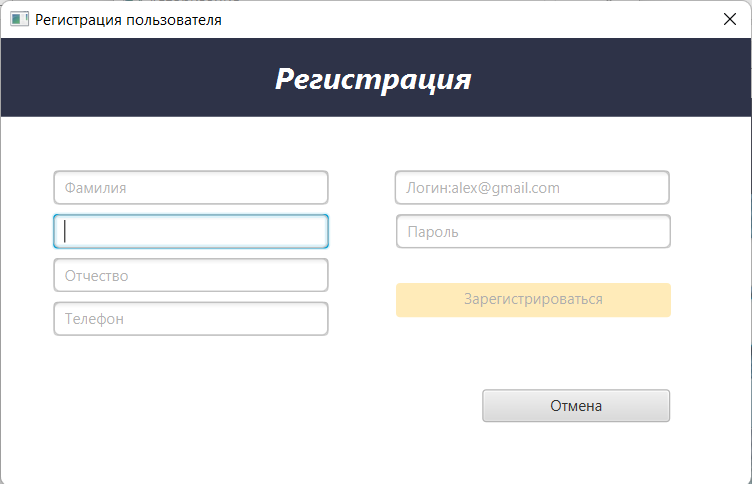 Регистрация пользователя
Регистрация
Фамилия
Отчество
Телефон
Логин:alex@gmail.com
Пароль
Зарегистрироваться
Отмена